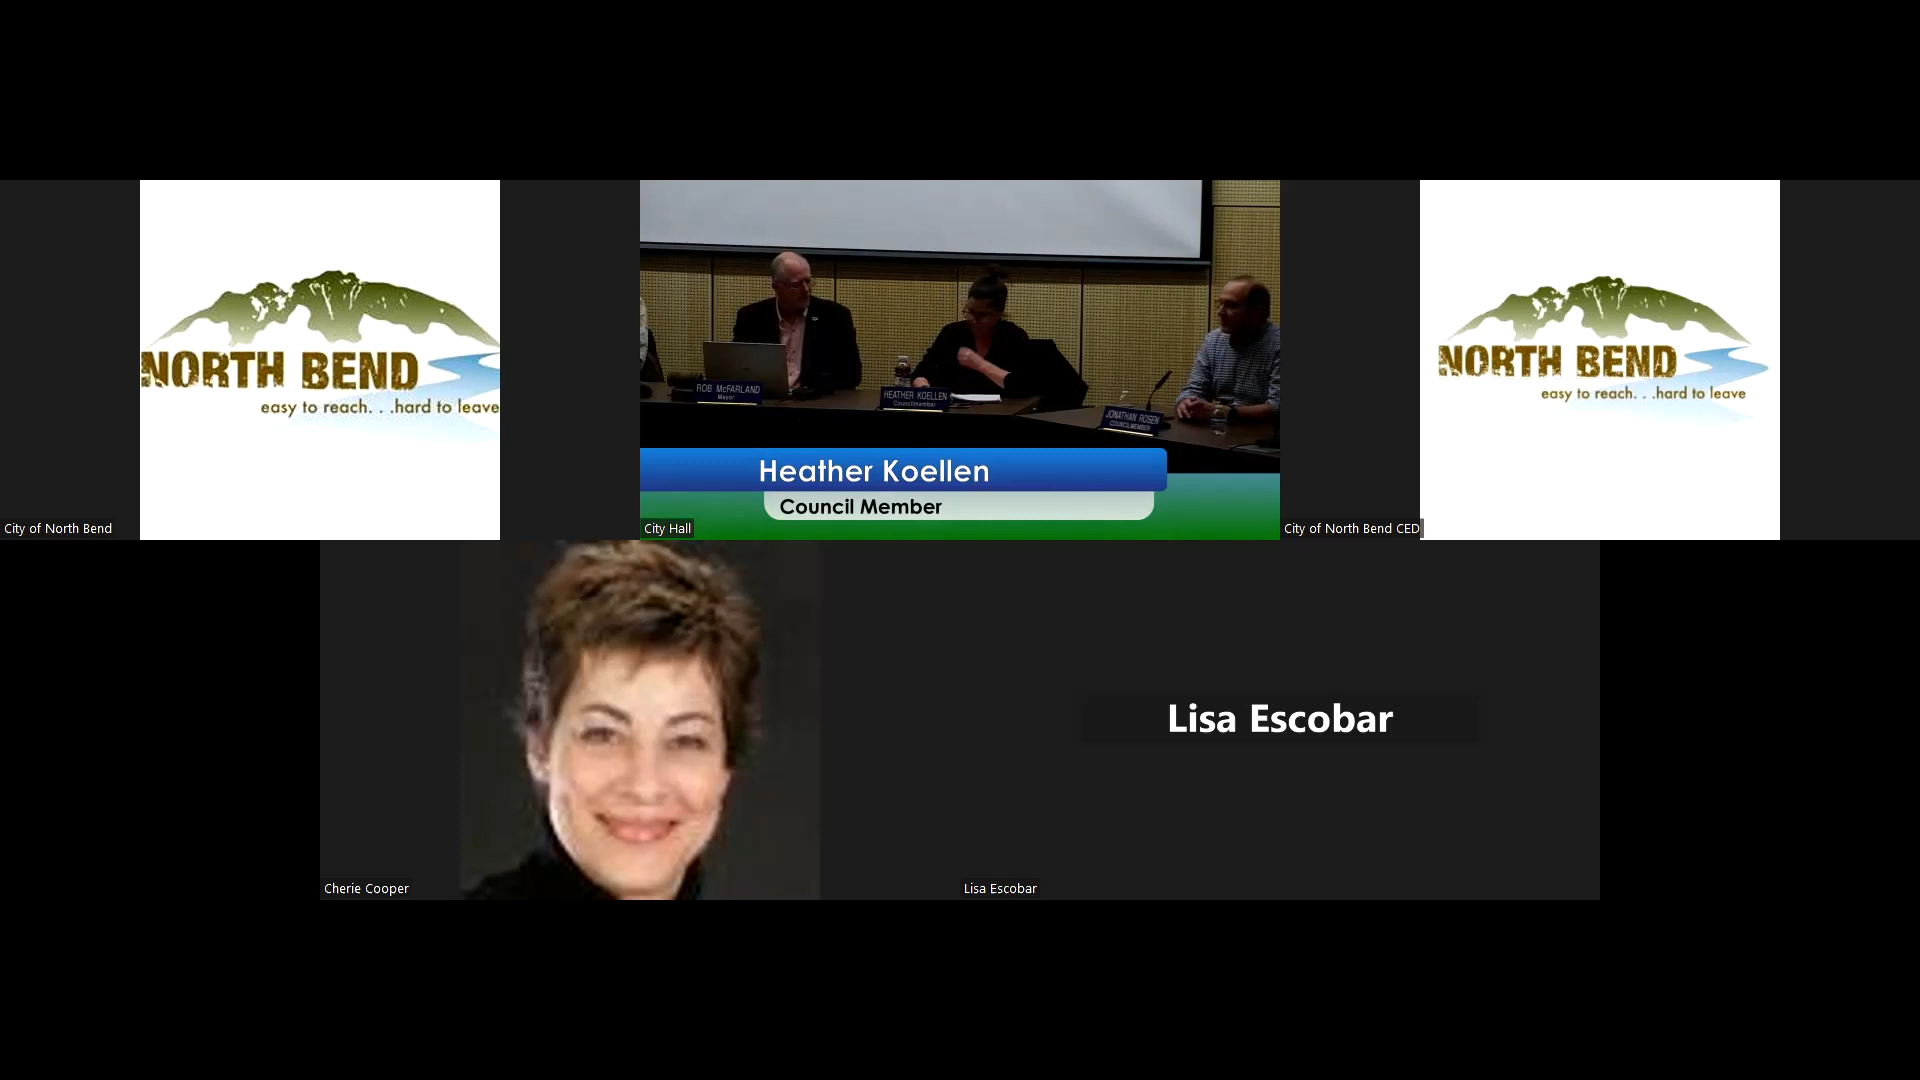 NORTH BEND
easy to reach. . .hard to leave
City of North Bend
ROB McFARLAND
Mayor
HEATHER KOELLEN
Councilmember
JONATHAN ROSEN
COUNCILMEMBER
Heather Koellen
Council Member
City Hall
NORTH BEND
easy to reach. . .hard to leave
City of North Bend CED
Cherie Cooper
Lisa Escobar
Lisa Escobar